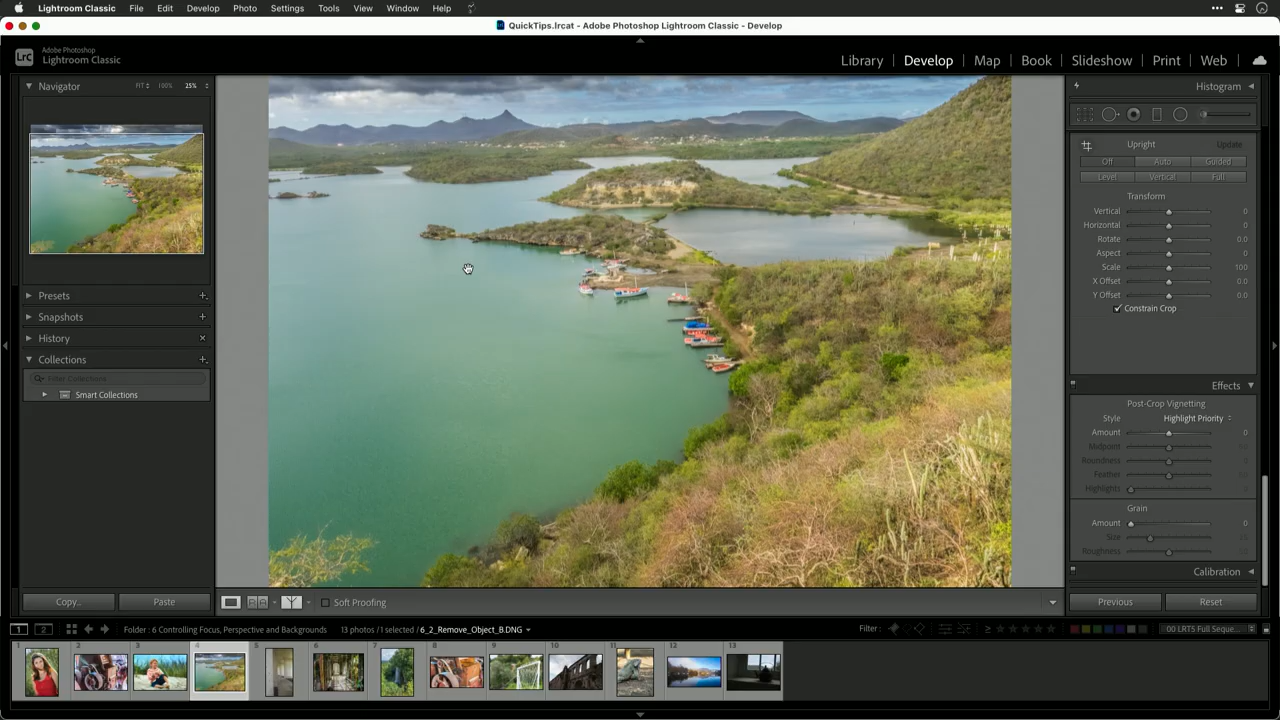 Lightroom Classic File Edit Develop Photo Settings Tools View Window Help
QuickTips.lrcat - Adobe Photoshop Lightroom Classic - Develop
Lrc Adobe Photoshop
Lightroom Classic
Library | Develop | Map | Book | Slideshow | Print | Web
Navigator FIT 100% 25%
Presets
Snapshots
History
Collections
Filter Collections
Smart Collections
Copy... Paste
Soft Proofing
Histogram
Upright Update
Off Auto Guided
Level Vertical Full
Transform
Vertical 0
Horizontal 0
Rotate 0.0
Aspect 0
Scale 100
X Offset 0.0
Y Offset 0.0
Constrain Crop
Effects
Post-Crop Vignetting
Style Highlight Priority
Amount 0
Midpoint
Roundness
Feather
Highlights
Grain
Amount 0
Size
Roughness
Calibration
Previous Reset
1 2 Folder : 6 Controlling Focus, Perspective and Backgrounds 13 photos / 1 selected / 6_2_Remove_Object_B.DNG Filter : 00 LRT5 Full Seque...
1 2 3 4 5 6 7 8 9 10 11 12 13